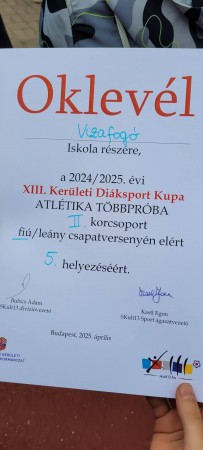 Oklevél
Vizafogó
Iskola részére,
a 2024/2025. évi
XIII. Kerületi Diáksport Kupa
ATLÉTIKA TÖBBPRÓBA
II. korcsoport
fiú/leány csapatversenyén elért
5. helyezéséért.
Budapest, 2025. április